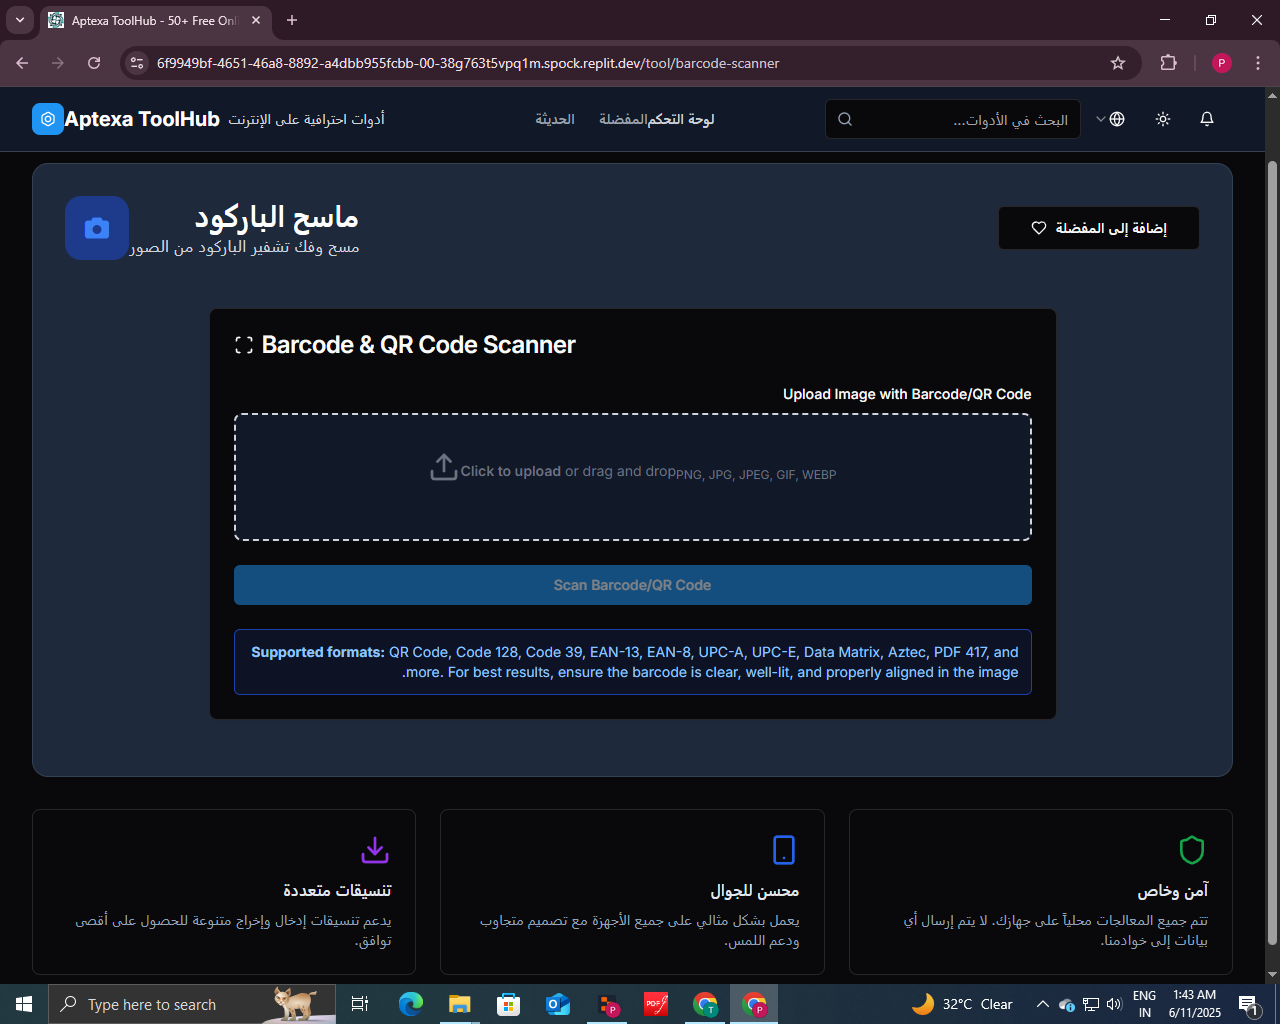 Aptexa ToolHub - 50+ Free Onl
6f9949bf-4651-46a8-8892-a4dbb955fcbb-00-38g763t5vpq1m.spock.replit.dev/tool/barcode-scanner
P
Aptexa ToolHub
أدوات احترافية على الإنترنت
لوحة التحكم
المفضلة
الحديثة
البحث في الأدوات...
ماسح الباركود
مسح وفك تشفير الباركود من الصور
إضافة إلى المفضلة
Barcode & QR Code Scanner
Upload Image with Barcode/QR Code
Click to upload or drag and drop
PNG, JPG, JPEG, GIF, WEBP
Scan Barcode/QR Code
Supported formats: QR Code, Code 128, Code 39, EAN-13, EAN-8, UPC-A, UPC-E, Data Matrix, Aztec, PDF 417, and
.more. For best results, ensure the barcode is clear, well-lit, and properly aligned in the image
آمن وخاص
تتم جميع المعالجات محلياً على جهازك. لا يتم إرسال أي
بيانات إلى خوادمنا.
محسن للجوال
يعمل بشكل مثالي على جميع الأجهزة مع تصميم متجاوب
ودعم اللمس.
تنسيقات متعددة
يدعم تنسيقات إدخال وإخراج متنوعة للحصول على أقصى
توافق.
Type here to search
P
PDF
T
P
32°C Clear
ENG
IN
1:43 AM
6/11/2025
1